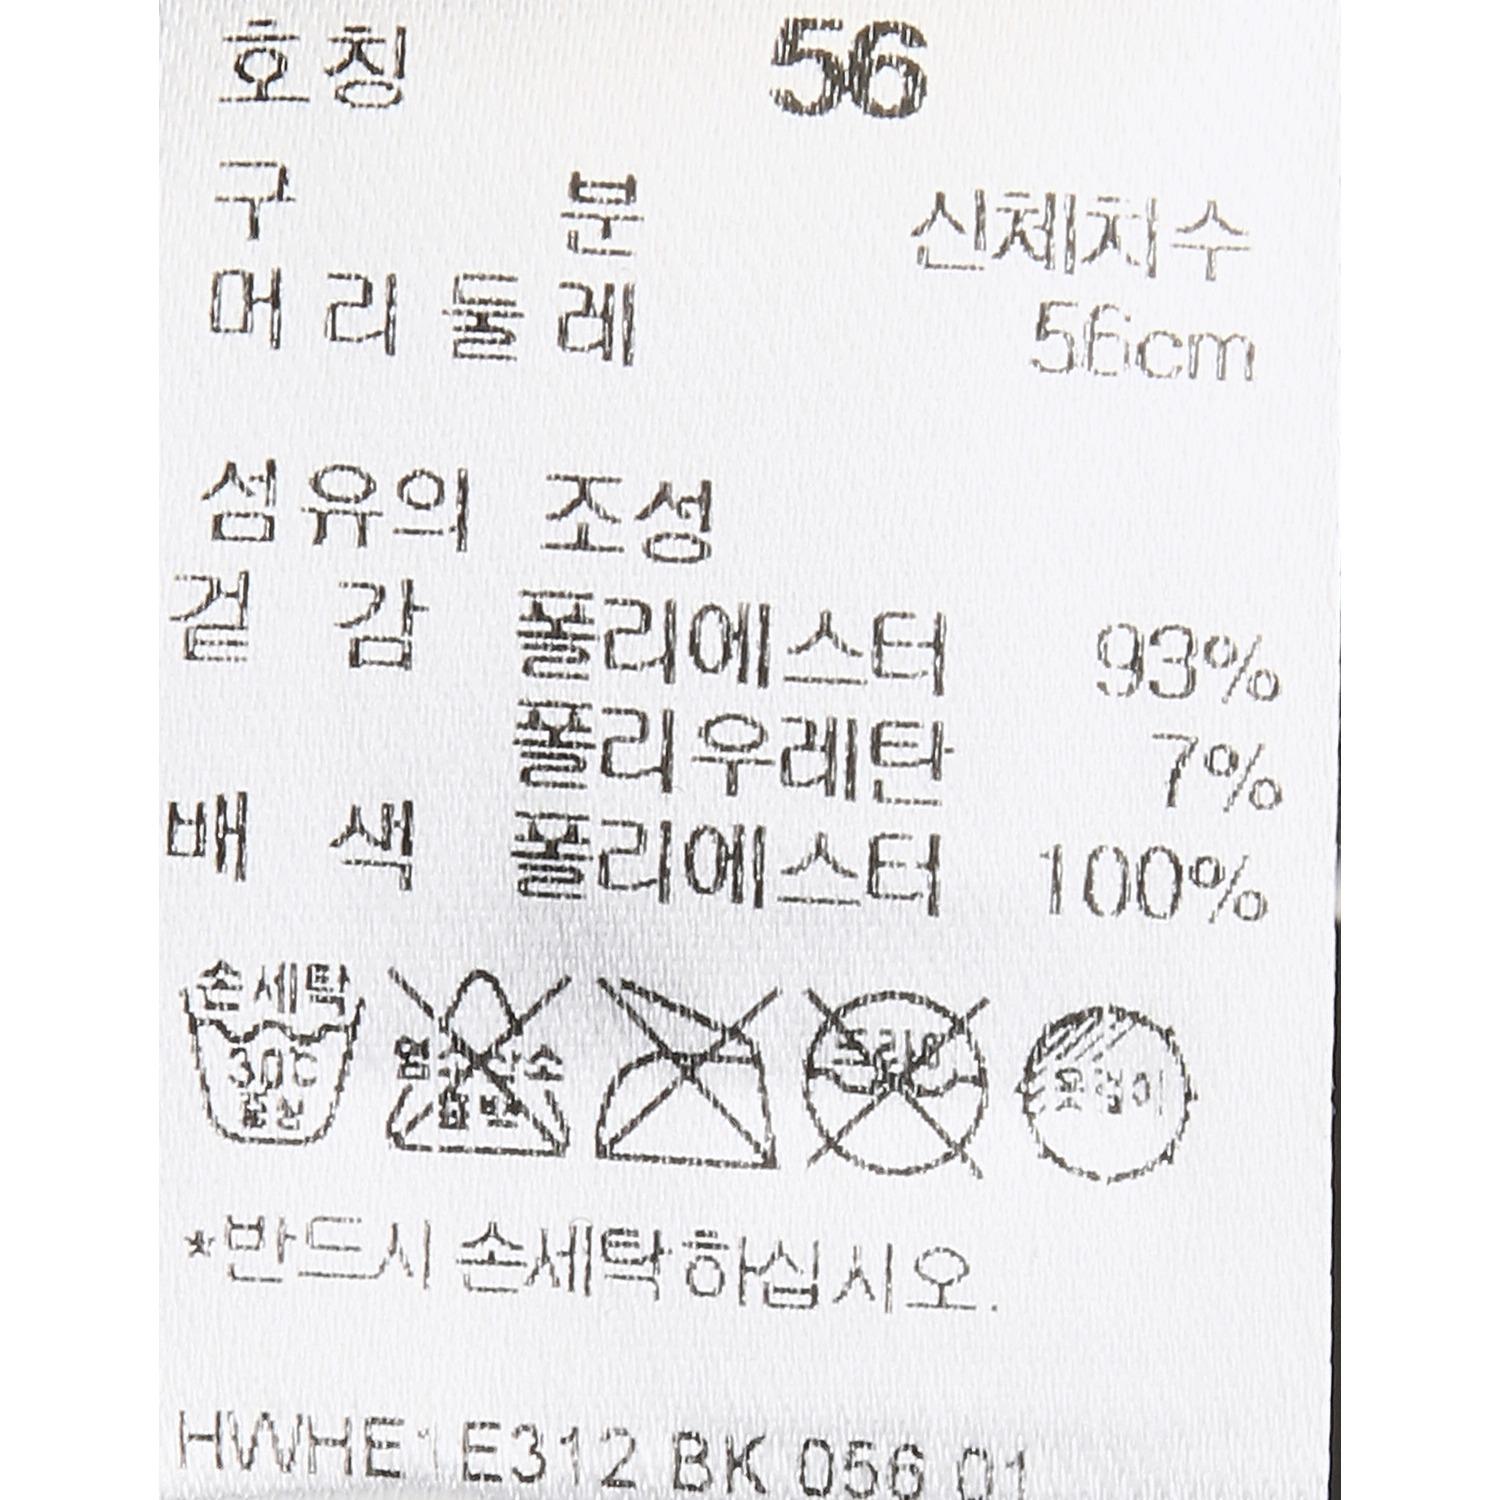 호칭 56
구 분 신체치수
머리둘레 56cm
섬유의 조성
겉 감 폴리에스터 93%
폴리우레탄 7%
배 색 폴리에스터 100%
손세탁 염소산소 드라이 옷걸이
30℃ 표백
중성
*반드시 손세탁하십시오.
HWHE1E312 BK 056 01